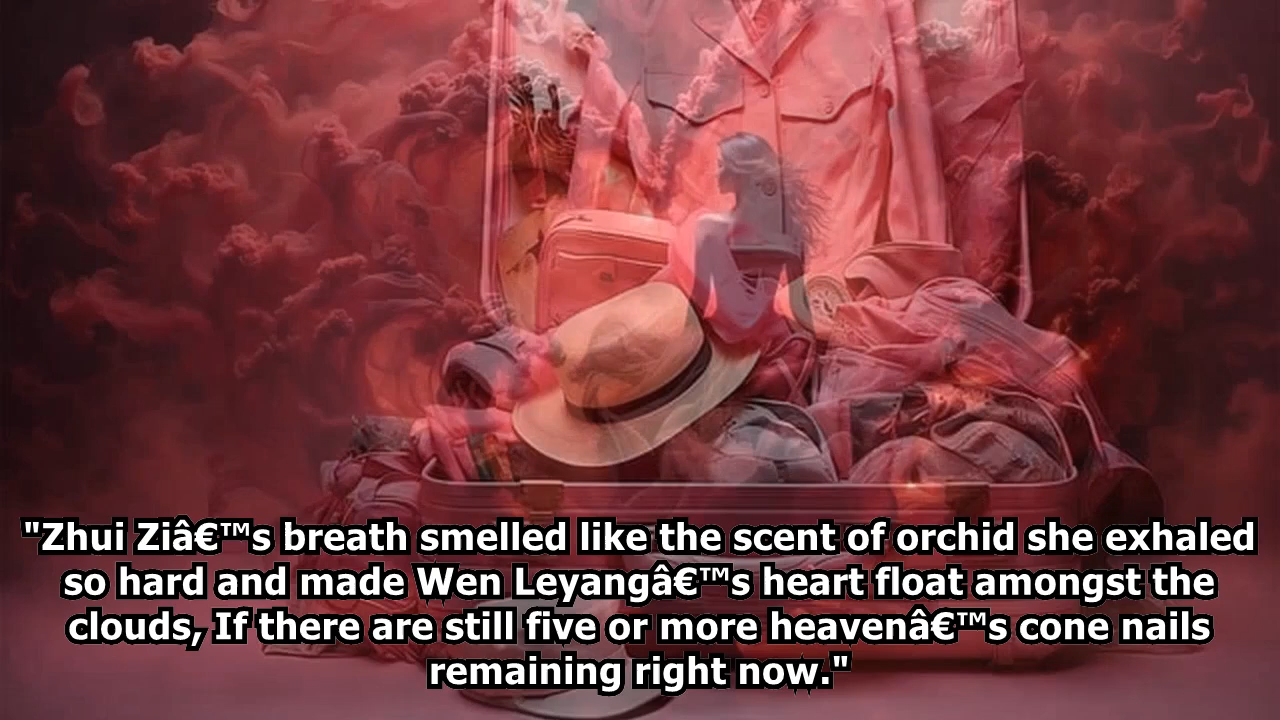 "Zhui Ziâ€™s breath smelled like the scent of orchid she exhaled
so hard and made Wen Leyangâ€™s heart float amongst the
clouds, If there are still five or more heavenâ€™s cone nails
remaining right now."